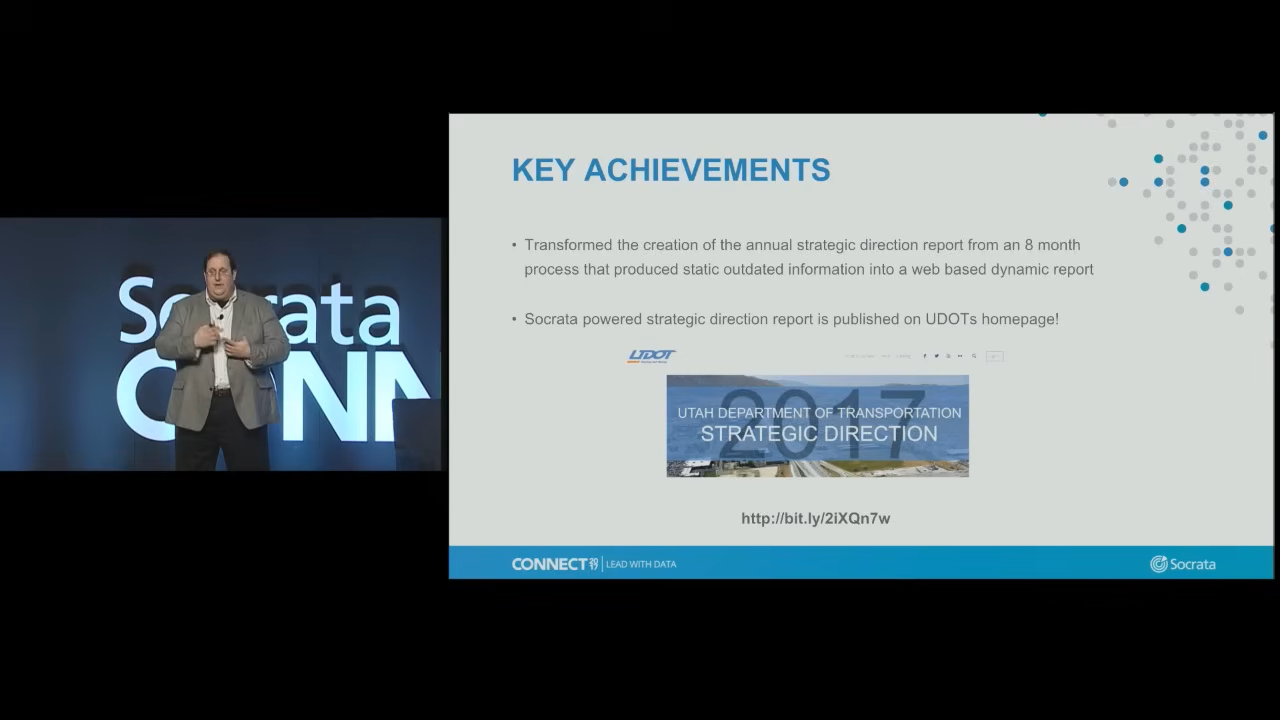 Socrata
CONN
KEY ACHIEVEMENTS
• Transformed the creation of the annual strategic direction report from an 8 month
process that produced static outdated information into a web based dynamic report
• Socrata powered strategic direction report is published on UDOTs homepage!
UDOT
2017
UTAH DEPARTMENT OF TRANSPORTATION
STRATEGIC DIRECTION
http://bit.ly/2iXQn7w
CONNECT 2017 | LEAD WITH DATA
Socrata